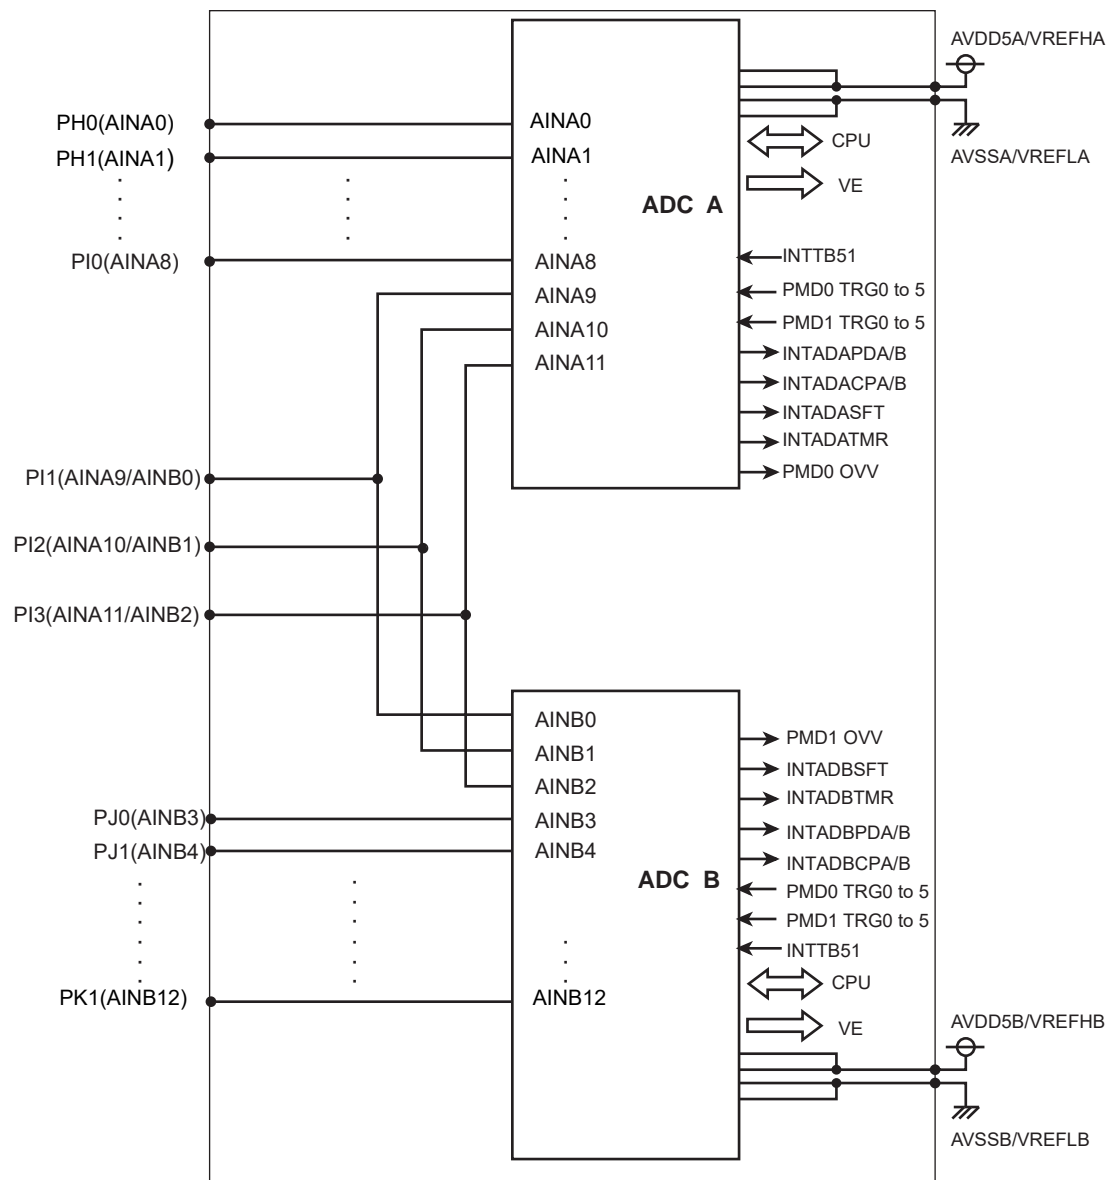 AVDD5A/VREFHA
PH0(AINA0)
AINA0
PH1(AINA1)
AINA1
CPU
AVSSA/VREFLA
VE
ADC A
PI0(AINA8)
AINA8
INTTB51
AINA9
PMD0 TRG0 to 5
AINA10
PMD1 TRG0 to 5
AINA11
INTADAPDA/B
INTADACPA/B
INTADASFT
INTADATMR
PMD0 OVV
PI1(AINA9/AINB0)
PI2(AINA10/AINB1)
PI3(AINA11/AINB2)
AINB0
PMD1 OVV
AINB1
INTADBSFT
AINB2
INTADBTMR
PJ0(AINB3)
AINB3
INTADBPDA/B
PJ1(AINB4)
AINB4
INTADBCPA/B
ADC B
PMD0 TRG0 to 5
PMD1 TRG0 to 5
INTTB51
CPU
PK1(AINB12)
AINB12
VE
AVDD5B/VREFHB
AVSSB/VREFLB